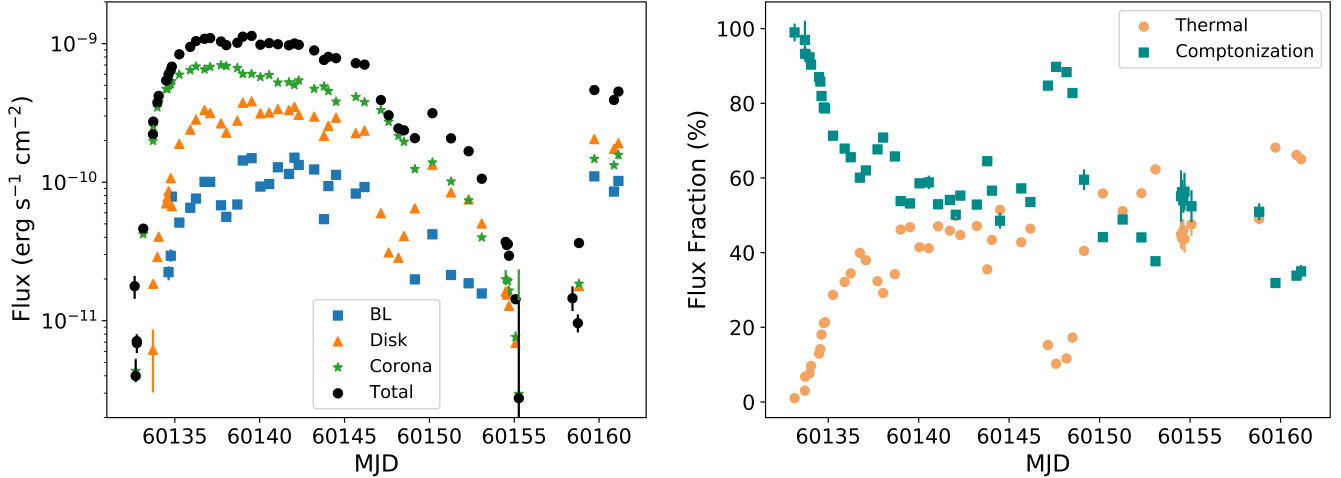 Flux (erg s⁻¹ cm⁻²)
10⁻⁹
10⁻¹⁰
10⁻¹¹
BL
Disk
Corona
Total
60135 60140 60145 60150 60155 60160
MJD
Flux Fraction (%)
100
80
60
40
20
0
Thermal
Comptonization
60135 60140 60145 60150 60155 60160
MJD